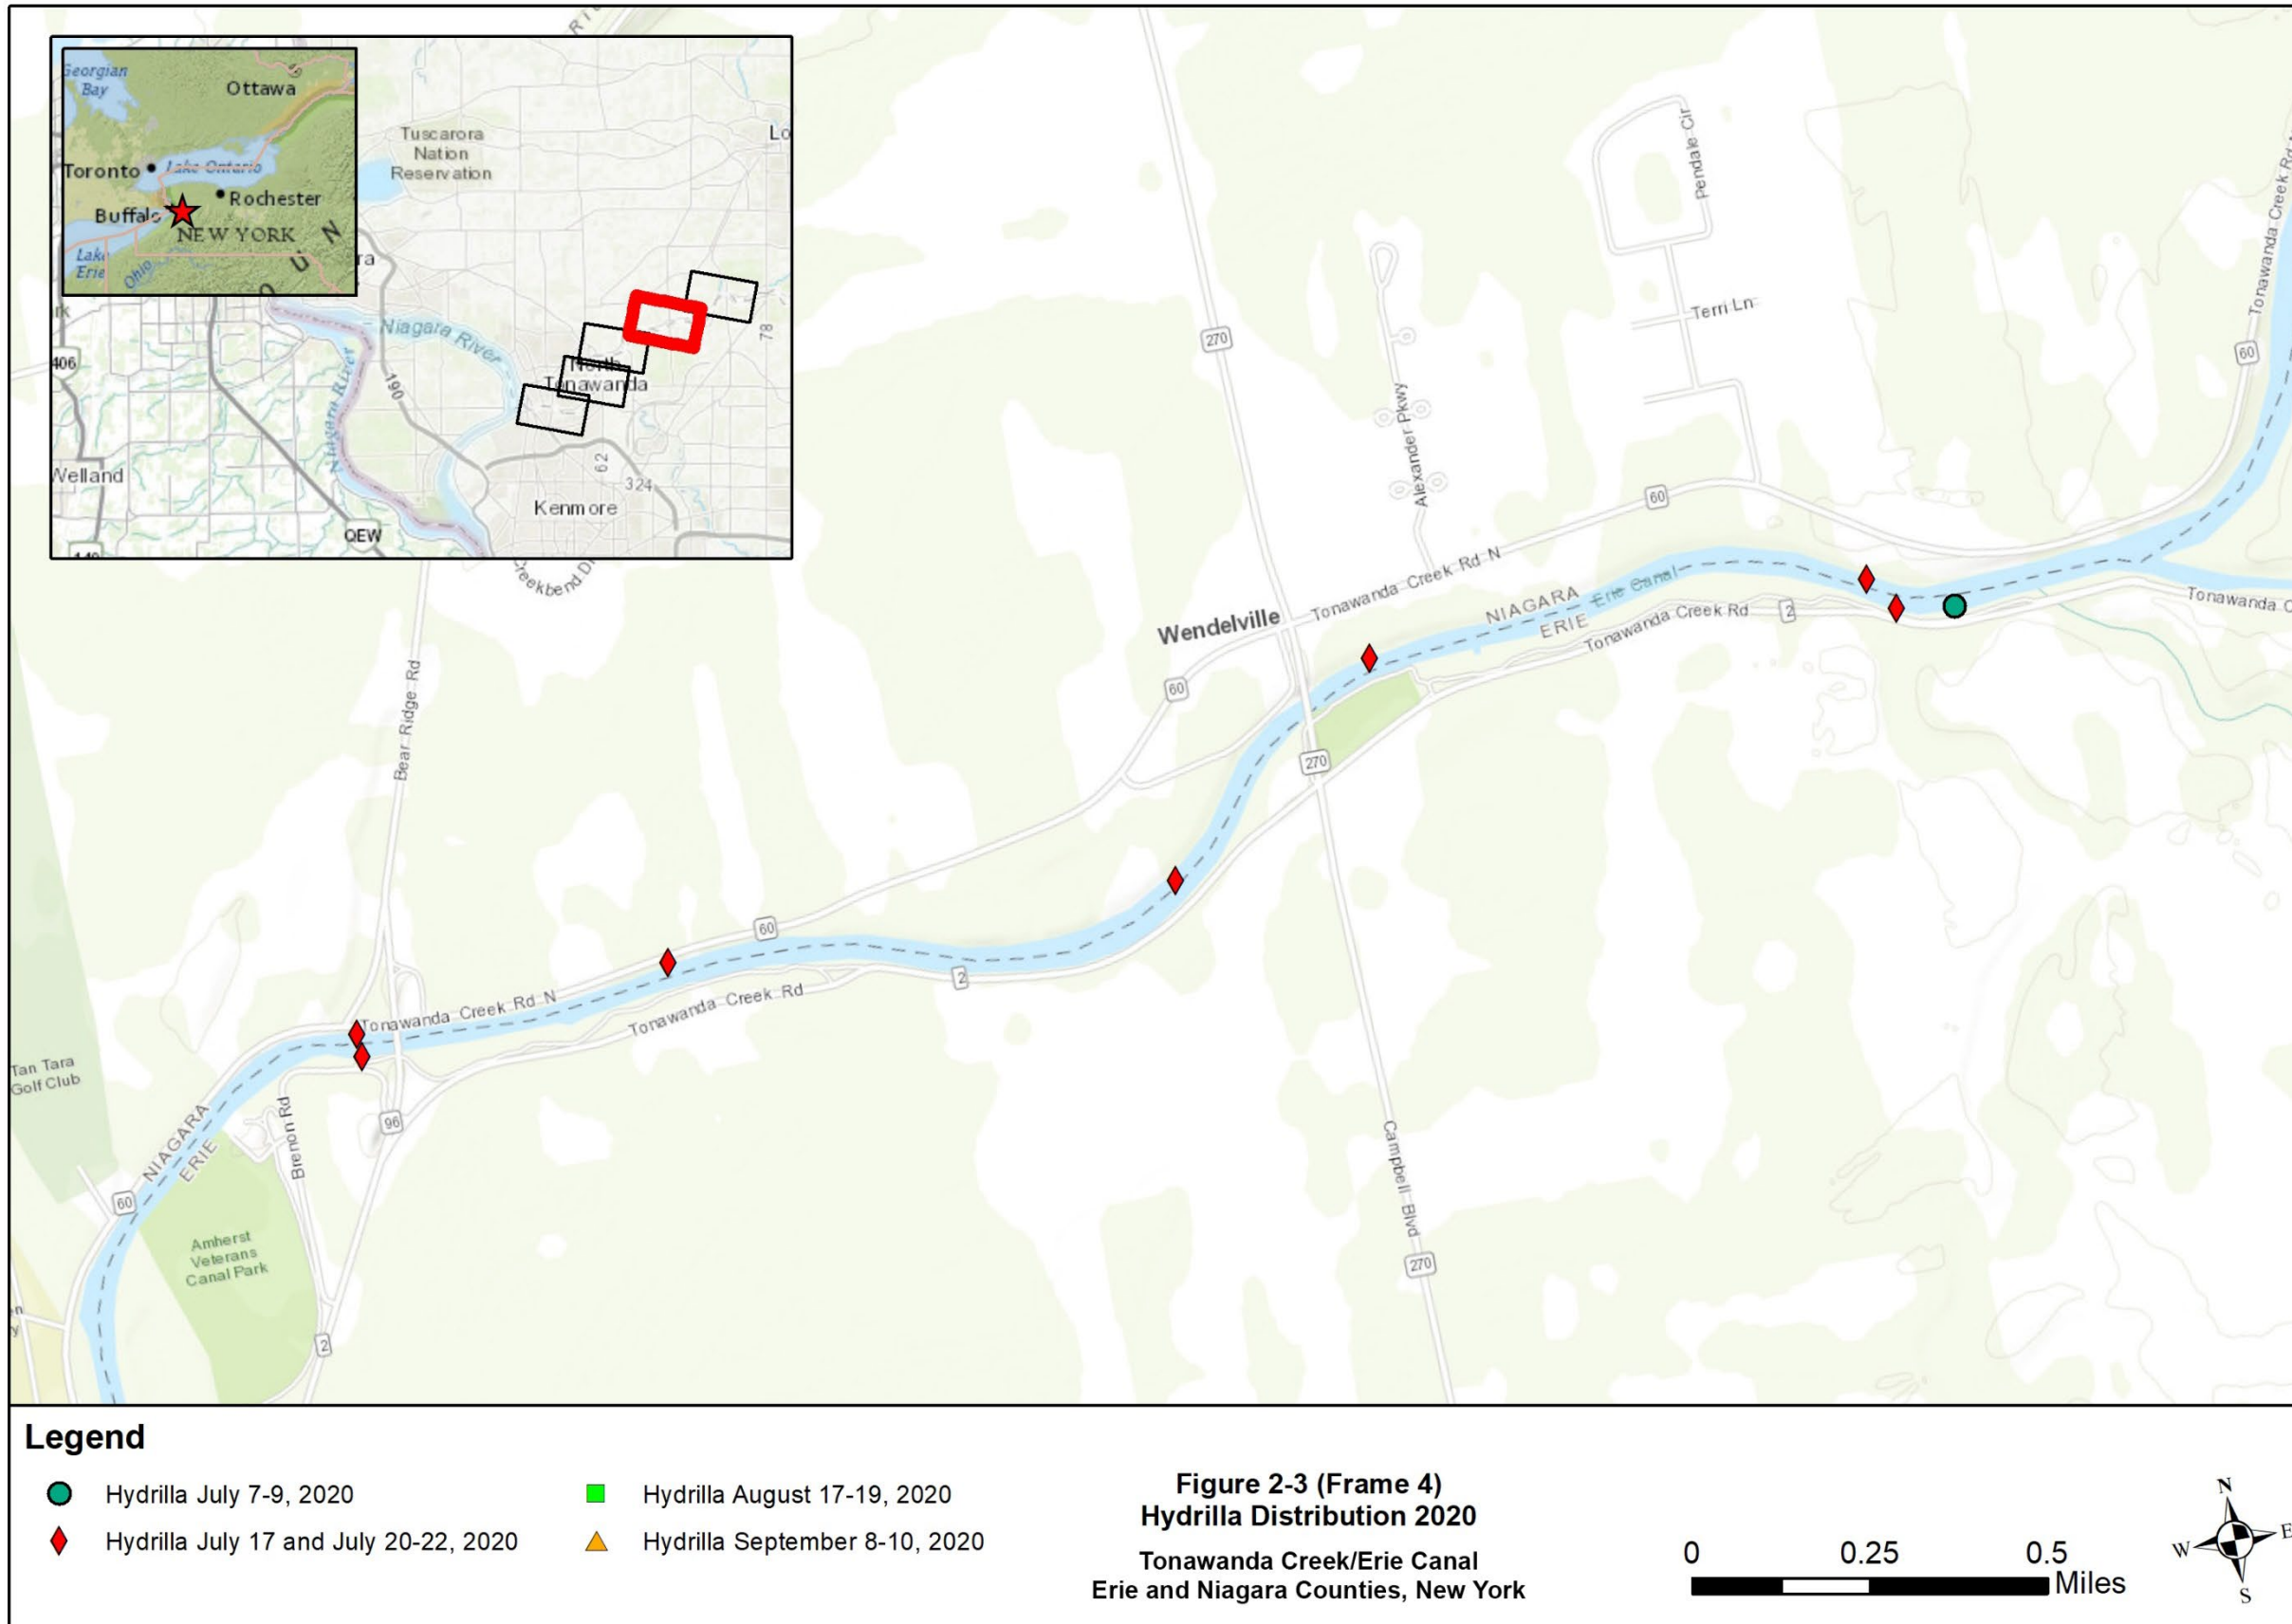 Georgian
Bay
Ottawa
Toronto
Lake Ontario
Rochester
Buffalo
NEW YORK
Lake
Erie
Ohio
Tuscarora
Nation
Reservation
Lo
ra
Niagara River
Niagara River
190
406
78
North
Tonawanda
62
324
Kenmore
Welland
QEW
Creekbend Dr
270
Pendale Cir
Terri Ln
Alexander Pkwy
Tonawanda Creek Rd N
60
60
Tonawanda Creek Rd N
Wendelville
NIAGARA
ERIE
Erie Canal
Tonawanda Creek Rd
2
Tonawanda C
60
270
Bear Ridge Rd
60
2
Tonawanda Creek Rd N
Tonawanda Creek Rd
Tan Tara
Golf Club
NIAGARA
ERIE
Brenon Rd
96
60
Amherst
Veterans
Canal Park
2
Campbell Blvd
270
Legend
Hydrilla July 7-9, 2020
Hydrilla July 17 and July 20-22, 2020
Hydrilla August 17-19, 2020
Hydrilla September 8-10, 2020
Figure 2-3 (Frame 4)
Hydrilla Distribution 2020
Tonawanda Creek/Erie Canal
Erie and Niagara Counties, New York
0 0.25 0.5
Miles
N
W E
S